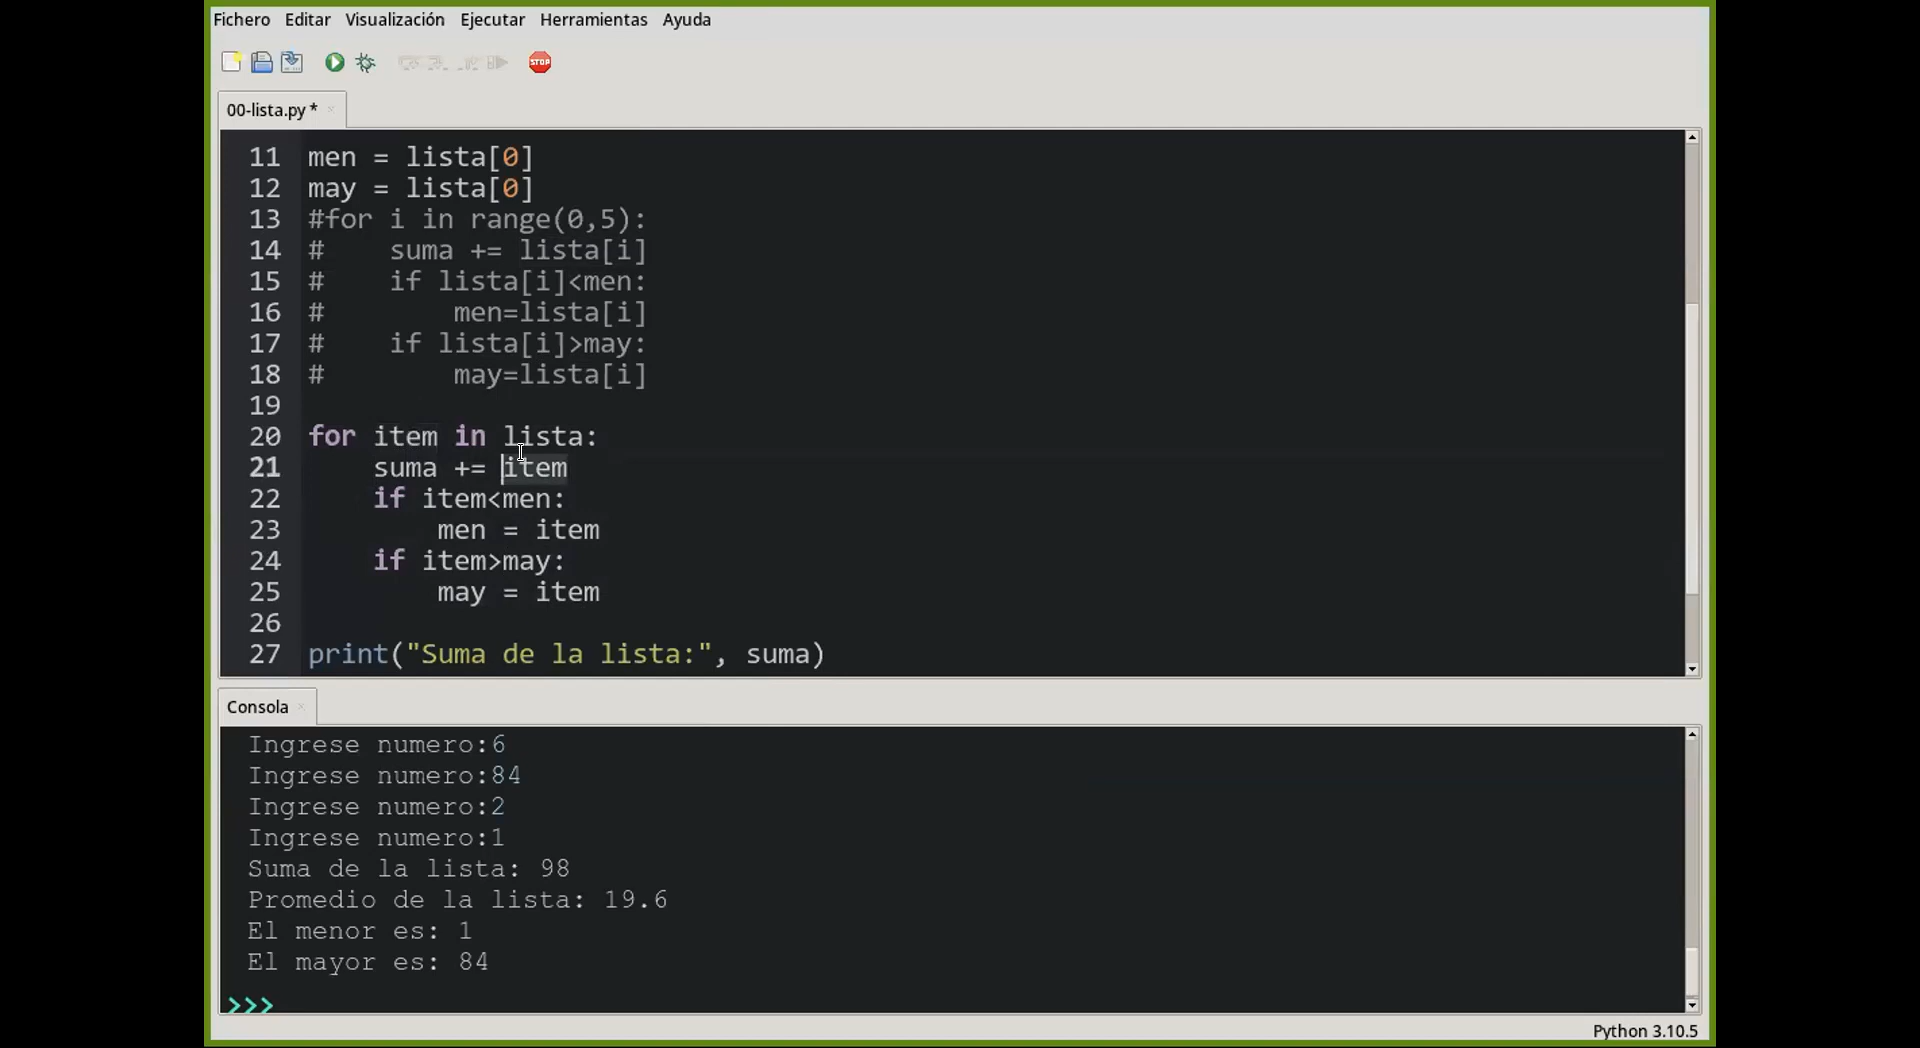 Fichero Editar Visualización Ejecutar Herramientas Ayuda
STOP
00-lista.py *
11 men = lista[0]
12 may = lista[0]
13 #for i in range(0,5):
14 #    suma += lista[i]
15 #    if lista[i]<men:
16 #        men=lista[i]
17 #    if lista[i]>may:
18 #        may=lista[i]
19
20 for item in lista:
21     suma += item
22     if item<men:
23         men = item
24     if item>may:
25         may = item
26
27 print("Suma de la lista:", suma)
Consola
Ingrese numero:6
Ingrese numero:84
Ingrese numero:2
Ingrese numero:1
Suma de la lista: 98
Promedio de la lista: 19.6
El menor es: 1
El mayor es: 84
>>>
Python 3.10.5